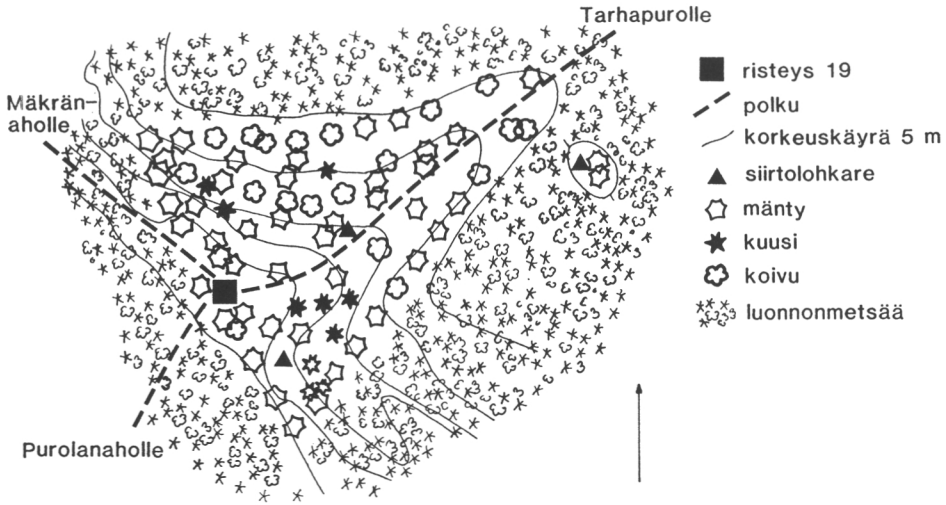 Tarhapurolle
Mäkrän-
aholle
Purolanaholle
risteys 19
polku
korkeuskäyrä 5 m
siirtolohkare
mänty
kuusi
koivu
luonnonmetsää